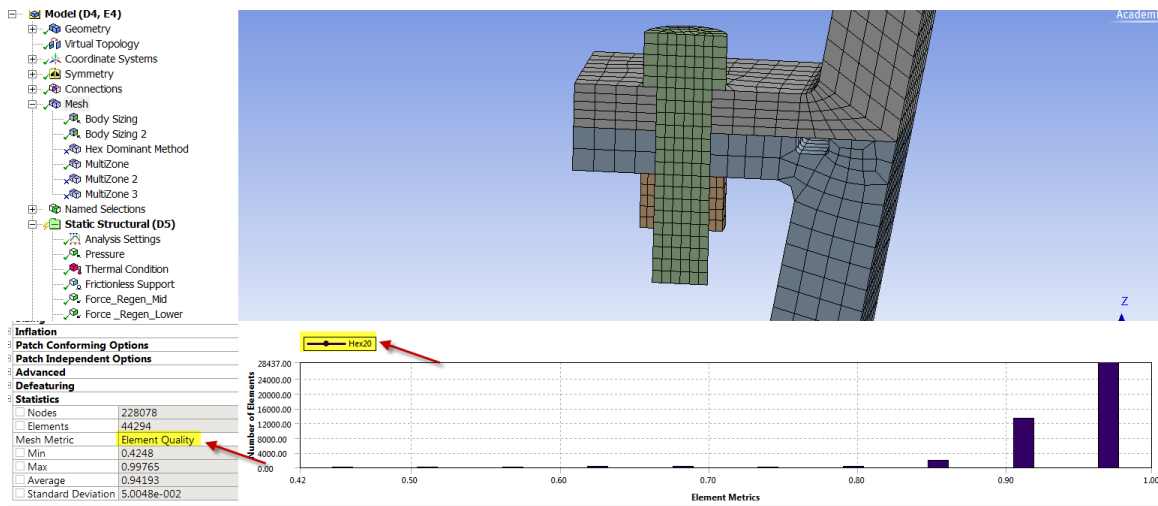 Model (D4, E4)
Geometry
Virtual Topology
Coordinate Systems
Symmetry
Connections
Mesh
Body Sizing
Body Sizing 2
Hex Dominant Method
MultiZone
MultiZone 2
MultiZone 3
Named Selections
Static Structural (D5)
Analysis Settings
Pressure
Thermal Condition
Frictionless Support
Force_Regen_Mid
Force _Regen_Lower
Academi
Z
Inflation
Patch Conforming Options
Patch Independent Options
Advanced
Defeaturing
Statistics
Nodes 228078
Elements 44294
Mesh Metric Element Quality
Min 0.4248
Max 0.99765
Average 0.94193
Standard Deviation 5.0048e-002
Hex20
Number of Elements
28437.00
24000.00
20000.00
16000.00
12000.00
8000.00
4000.00
0.00
0.42 0.50 0.60 0.70 0.80 0.90 1.00
Element Metrics